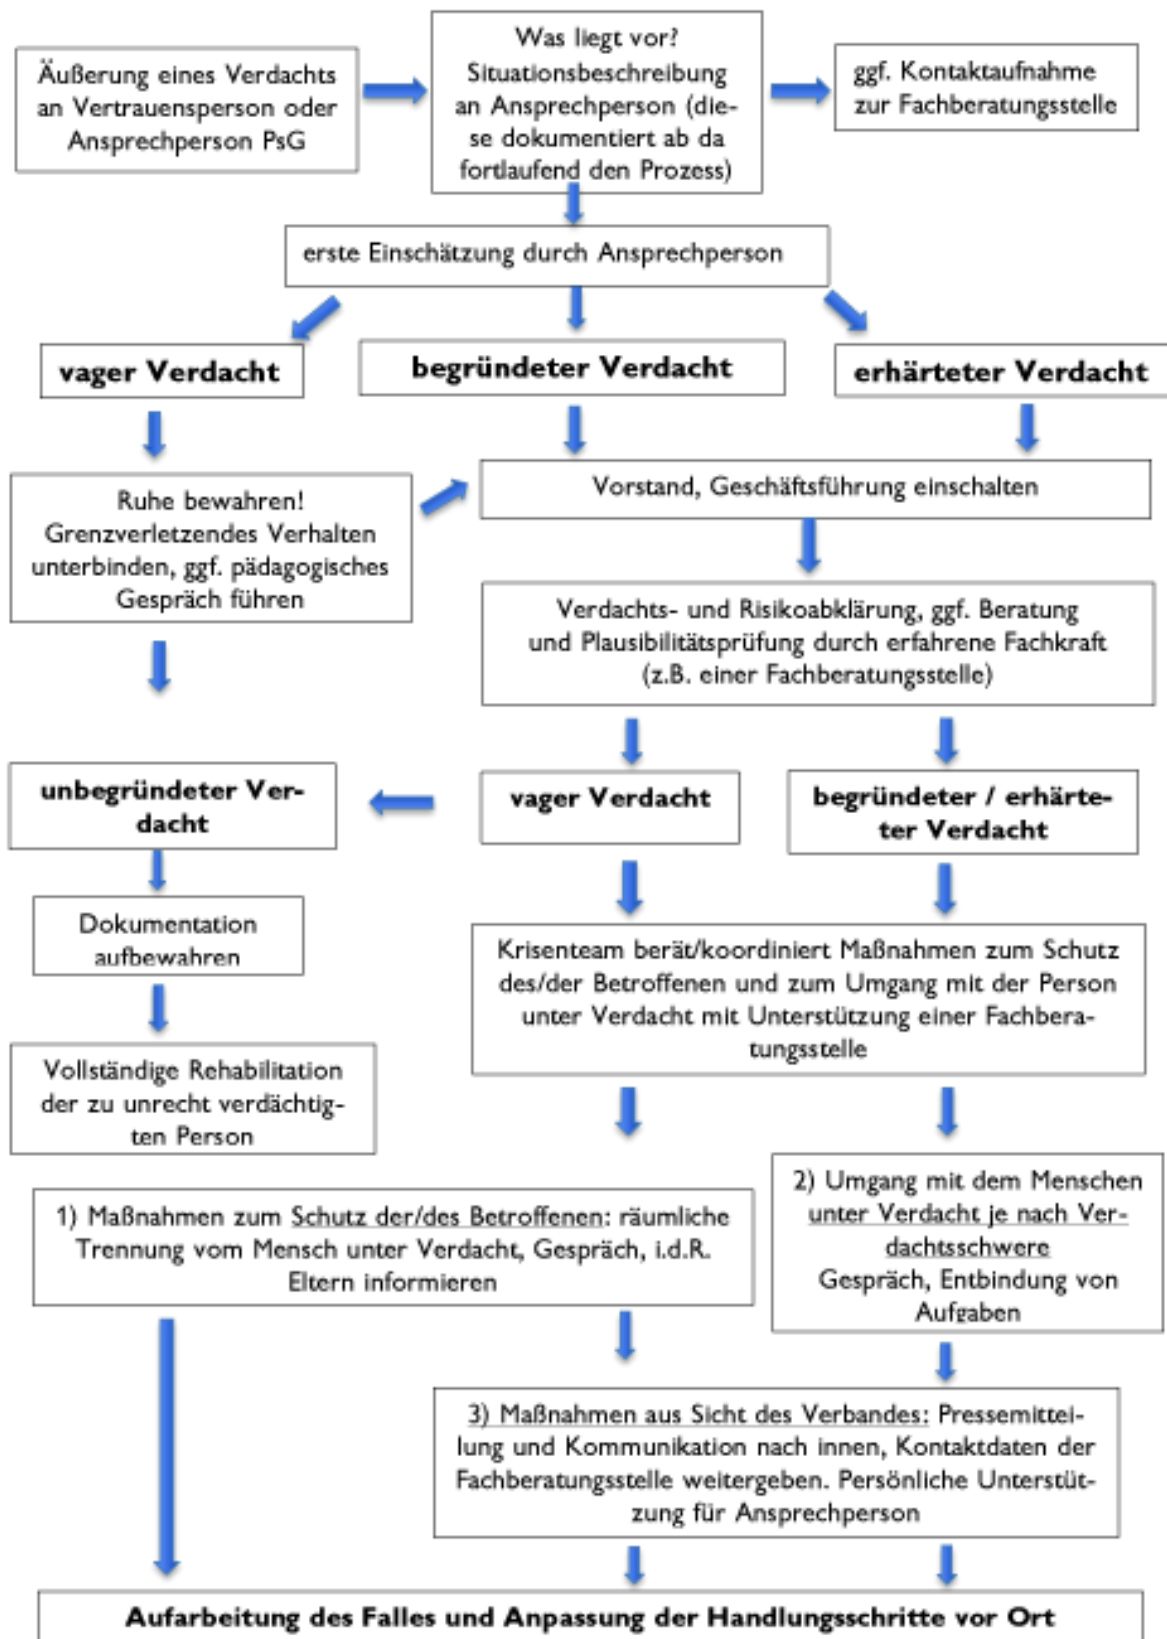 Äußerung eines Verdachts
an Vertrauensperson oder
Ansprechperson PsG
Was liegt vor?
Situationsbeschreibung
an Ansprechperson (die-
se dokumentiert ab da
fortlaufend den Prozess)
ggf. Kontaktaufnahme
zur Fachberatungsstelle
erste Einschätzung durch Ansprechperson
vager Verdacht
begründeter Verdacht
erhärteter Verdacht
Ruhe bewahren!
Grenzverletzendes Verhalten
unterbinden, ggf. pädagogisches
Gespräch führen
Vorstand, Geschäftsführung einschalten
Verdachts- und Risikoabklärung, ggf. Beratung
und Plausibilitätsprüfung durch erfahrene Fachkraft
(z.B. einer Fachberatungsstelle)
unbegründeter Ver-
dacht
vager Verdacht
begründeter / erhärte-
ter Verdacht
Dokumentation
aufbewahren
Krisenteam berät/koordiniert Maßnahmen zum Schutz
des/der Betroffenen und zum Umgang mit der Person
unter Verdacht mit Unterstützung einer Fachbera-
tungsstelle
Vollständige Rehabilitation
der zu unrecht verdächtig-
ten Person
1) Maßnahmen zum Schutz der/des Betroffenen: räumliche
Trennung vom Mensch unter Verdacht, Gespräch, i.d.R.
Eltern informieren
2) Umgang mit dem Menschen
unter Verdacht je nach Ver-
dachtsschwere
Gespräch, Entbindung von
Aufgaben
3) Maßnahmen aus Sicht des Verbandes: Pressemittei-
lung und Kommunikation nach innen, Kontaktdaten der
Fachberatungsstelle weitergeben. Persönliche Unterstüt-
zung für Ansprechperson
Aufarbeitung des Falles und Anpassung der Handlungsschritte vor Ort